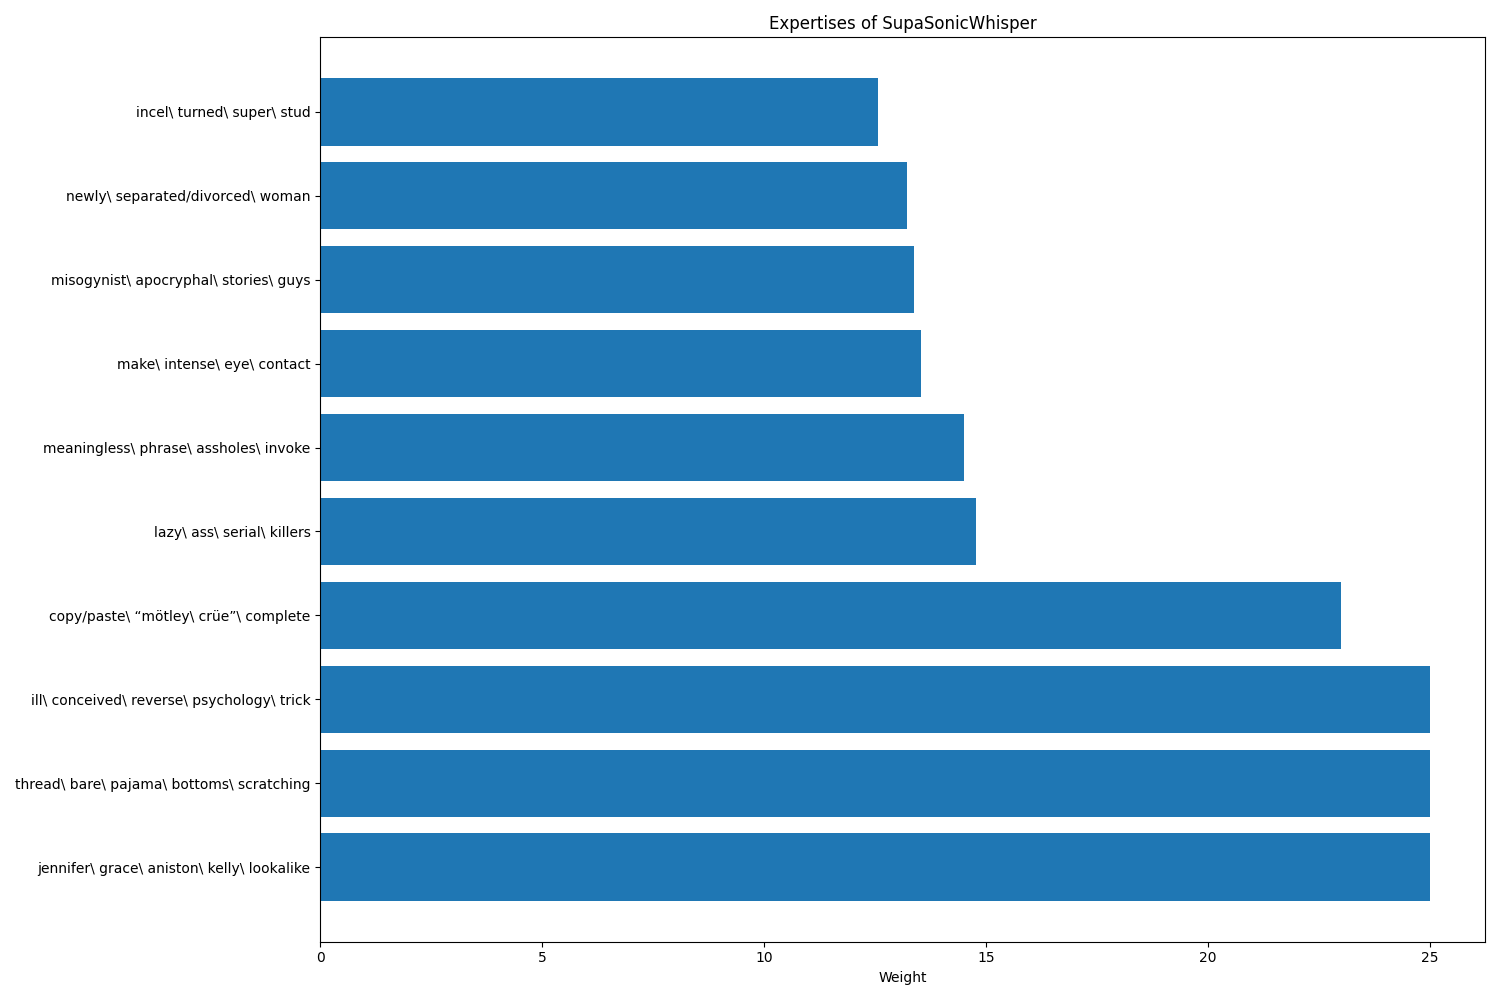 Expertises of SupaSonicWhisper
incel\ turned\ super\ stud
newly\ separated/divorced\ woman
misogynist\ apocryphal\ stories\ guys
make\ intense\ eye\ contact
meaningless\ phrase\ assholes\ invoke
lazy\ ass\ serial\ killers
copy/paste\ “mötley\ crüe”\ complete
ill\ conceived\ reverse\ psychology\ trick
thread\ bare\ pajama\ bottoms\ scratching
jennifer\ grace\ aniston\ kelly\ lookalike
0 5 10 15 20 25
Weight